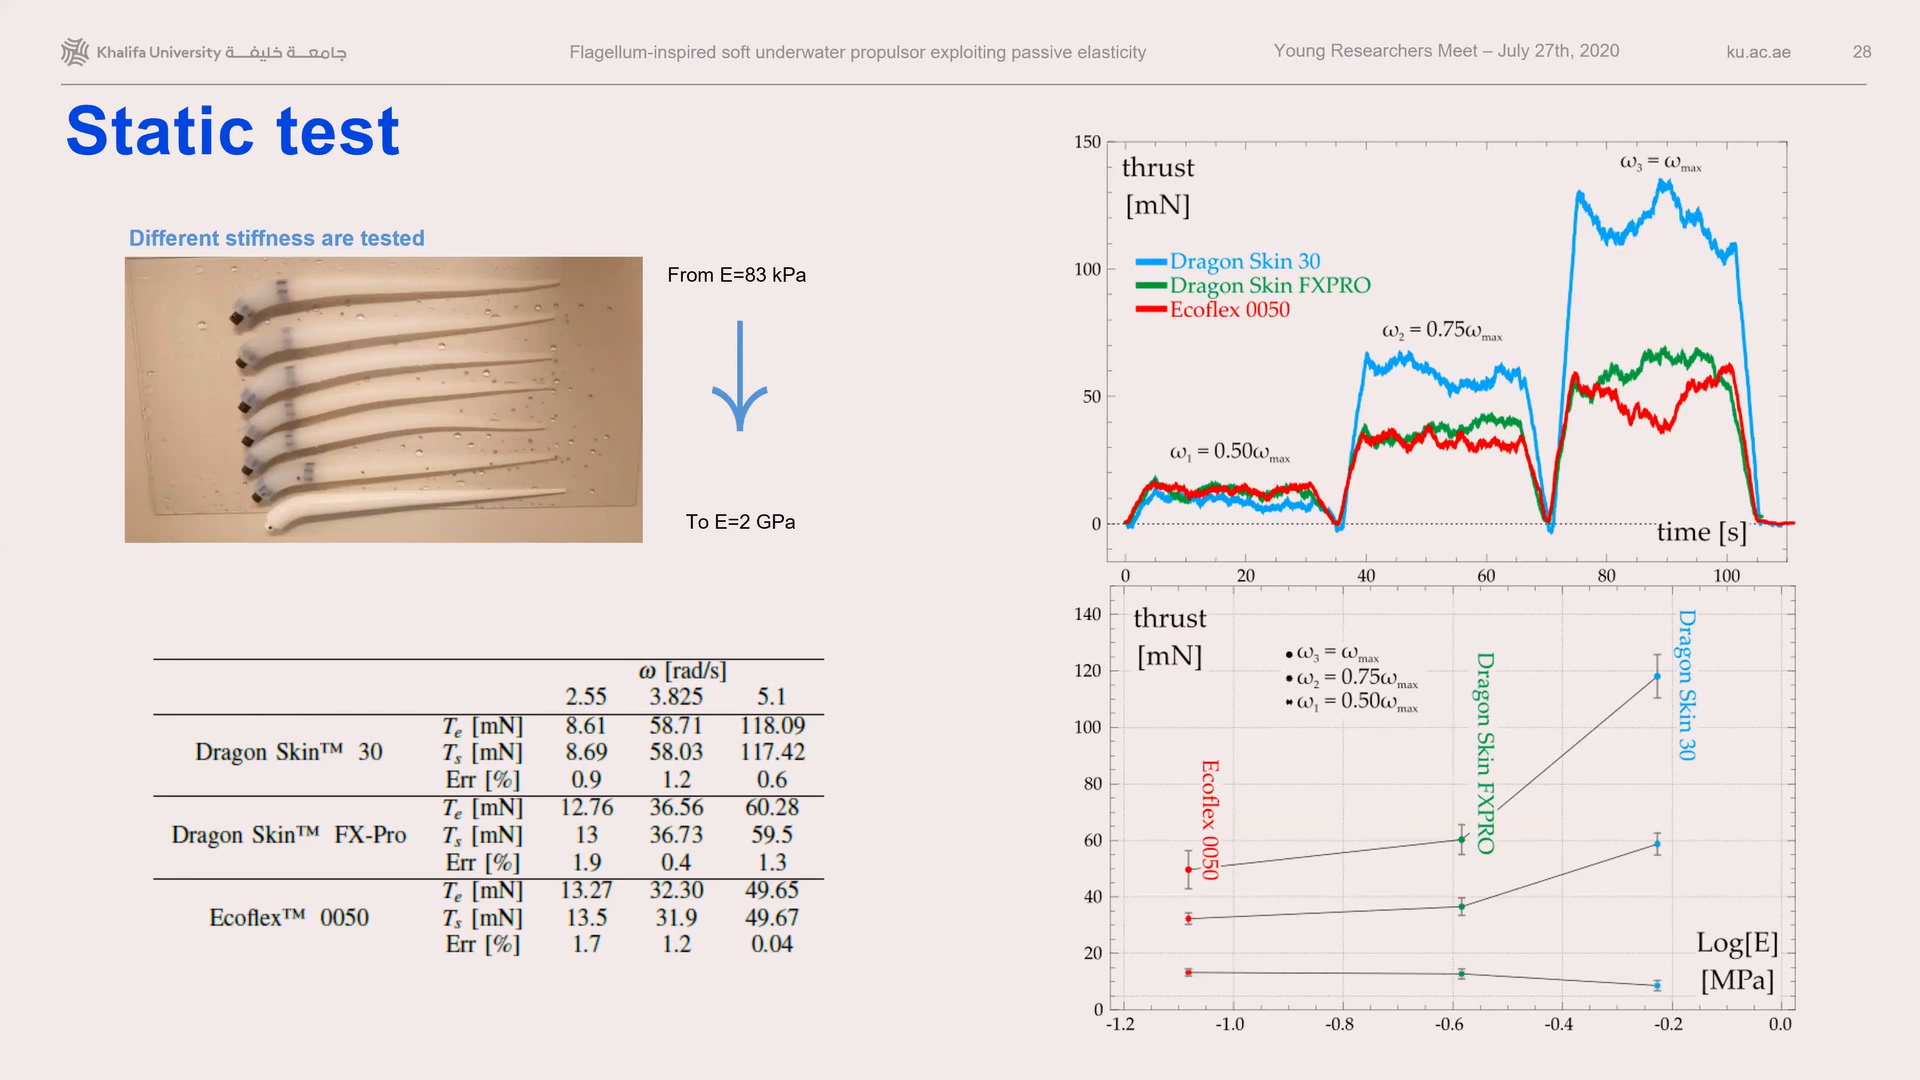 Khalifa University جامعة خليفة
Flagellum-inspired soft underwater propulsor exploiting passive elasticity
Young Researchers Meet – July 27th, 2020
ku.ac.ae
28
Static test
Different stiffness are tested
From E=83 kPa
To E=2 GPa
ω [rad/s]
2.55 3.825 5.1
Dragon Skin™ 30
Te [mN] 8.61 58.71 118.09
Ts [mN] 8.69 58.03 117.42
Err [%] 0.9 1.2 0.6
Dragon Skin™ FX-Pro
Te [mN] 12.76 36.56 60.28
Ts [mN] 13 36.73 59.5
Err [%] 1.9 0.4 1.3
Ecoflex™ 0050
Te [mN] 13.27 32.30 49.65
Ts [mN] 13.5 31.9 49.67
Err [%] 1.7 1.2 0.04
thrust
[mN]
150
100
50
0
ω3 = ωmax
Dragon Skin 30
Dragon Skin FXPRO
Ecoflex 0050
ω2 = 0.75ωmax
ω1 = 0.50ωmax
time [s]
0 20 40 60 80 100
thrust
[mN]
140
120
100
80
60
40
20
0
ω3 = ωmax
ω2 = 0.75ωmax
ω1 = 0.50ωmax
Ecoflex 0050
Dragon Skin FXPRO
Dragon Skin 30
Log[E]
[MPa]
-1.2 -1.0 -0.8 -0.6 -0.4 -0.2 0.0